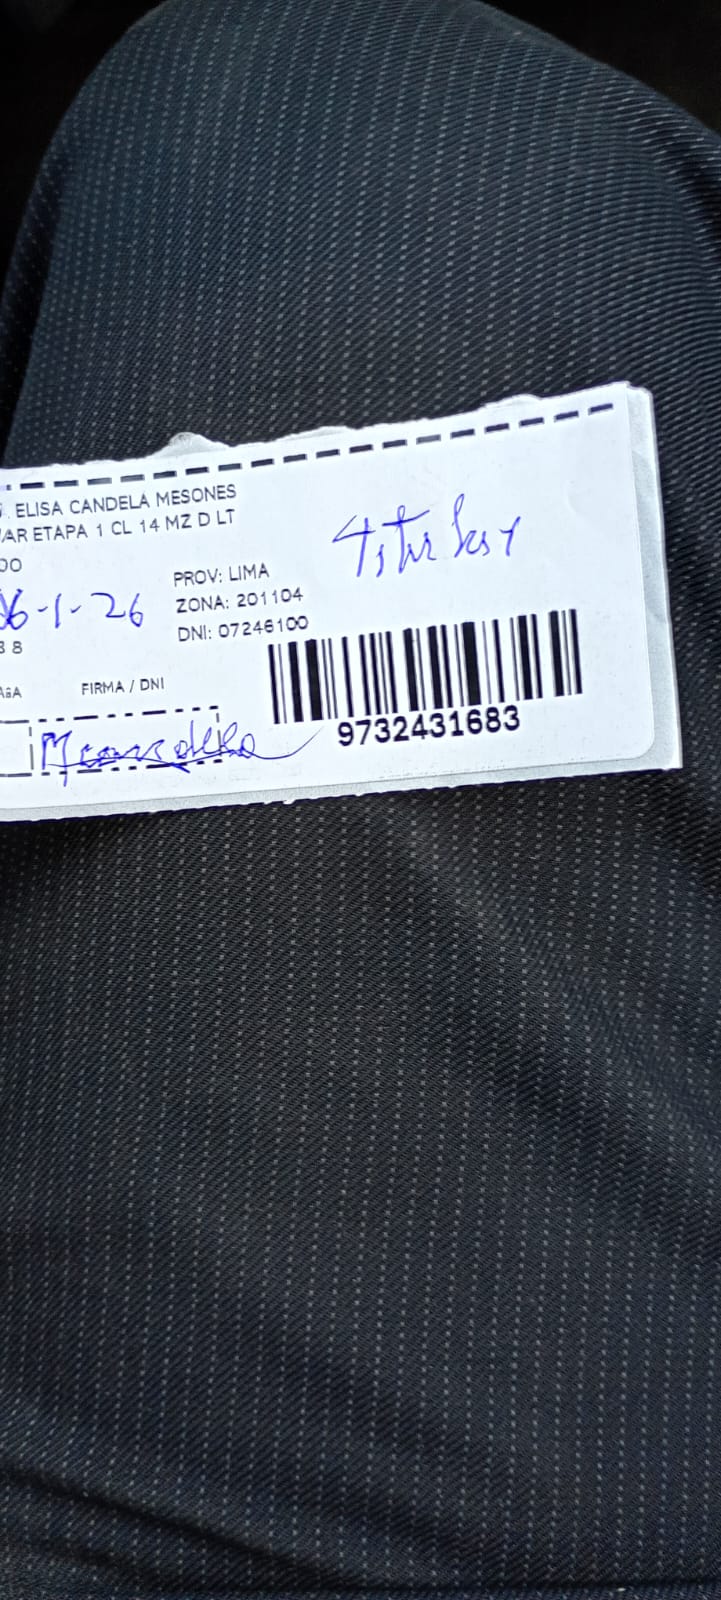 . ELISA CANDELA MESONES
AR ETAPA 1 CL 14 MZ D LT
PROV: LIMA
6-1-26
ZONA: 201104
DNI: 07246100
FIRMA / DNI
9732431683